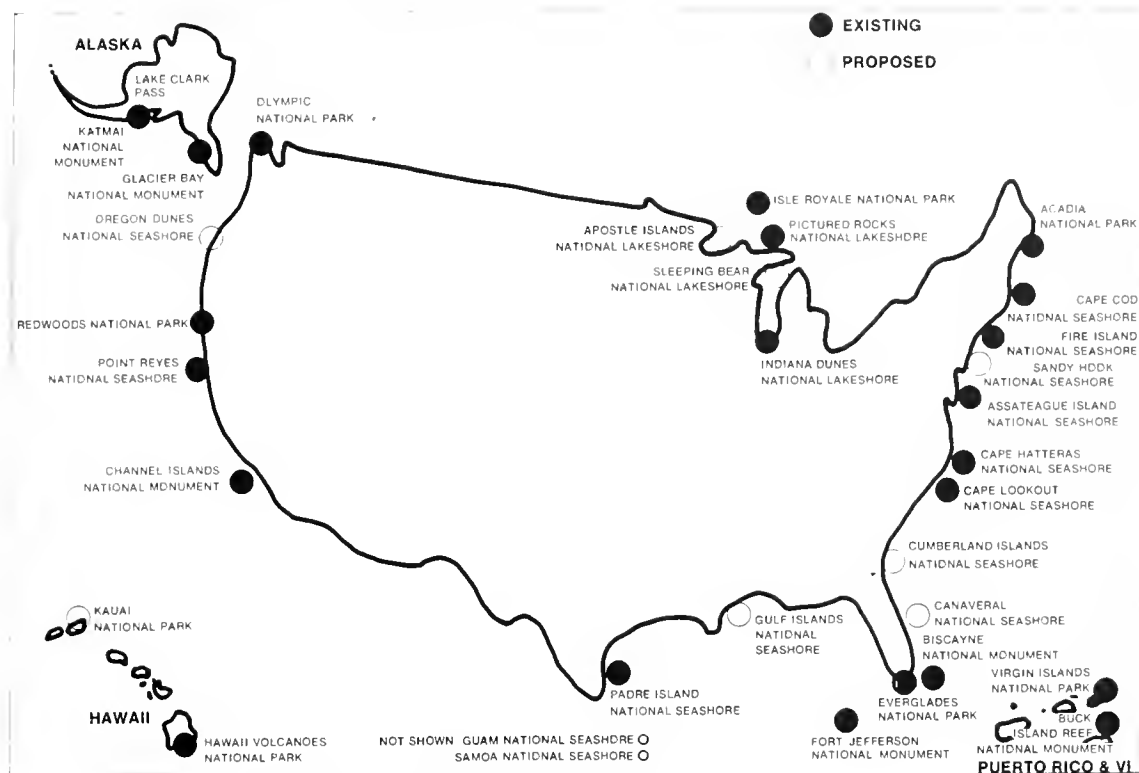 EXISTING
PROPOSED
ALASKA
LAKE CLARK
PASS
KATMAI
NATIONAL
MONUMENT
GLACIER BAY
NATIONAL MONUMENT
OLYMPIC
NATIONAL PARK
OREGON DUNES
NATIONAL SEASHORE
REDWOODS NATIONAL PARK
POINT REYES
NATIONAL SEASHORE
CHANNEL ISLANDS
NATIONAL MONUMENT
ISLE ROYALE NATIONAL PARK
APOSTLE ISLANDS
NATIONAL LAKESHORE
PICTURED ROCKS
NATIONAL LAKESHORE
SLEEPING BEAR
NATIONAL LAKESHORE
INDIANA DUNES
NATIONAL LAKESHORE
ACADIA
NATIONAL PARK
CAPE COD
NATIONAL SEASHORE
FIRE ISLAND
NATIONAL SEASHORE
SANDY HOOK
NATIONAL SEASHORE
ASSATEAGUE ISLAND
NATIONAL SEASHORE
CAPE HATTERAS
NATIONAL SEASHORE
CAPE LOOKOUT
NATIONAL SEASHORE
CUMBERLAND ISLANDS
NATIONAL SEASHORE
CANAVERAL
NATIONAL SEASHORE
BISCAYNE
NATIONAL MONUMENT
GULF ISLANDS
NATIONAL
SEASHORE
PADRE ISLAND
NATIONAL SEASHORE
EVERGLADES
NATIONAL PARK
FORT JEFFERSON
NATIONAL MONUMENT
VIRGIN ISLANDS
NATIONAL PARK
BUCK
ISLAND REEF
NATIONAL MONUMENT
PUERTO RICO & VI
KAUAI
NATIONAL PARK
HAWAII
HAWAII VOLCANOES
NATIONAL PARK
NOT SHOWN GUAM NATIONAL SEASHORE
SAMOA NATIONAL SEASHORE